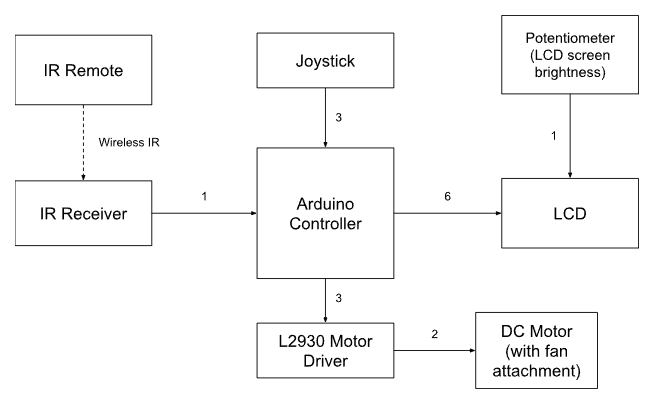 IR Remote
Joystick
Potentiometer
(LCD screen
brightness)
Wireless IR
3
1
IR Receiver
1
Arduino
Controller
6
LCD
3
L2930 Motor
Driver
2
DC Motor
(with fan
attachment)